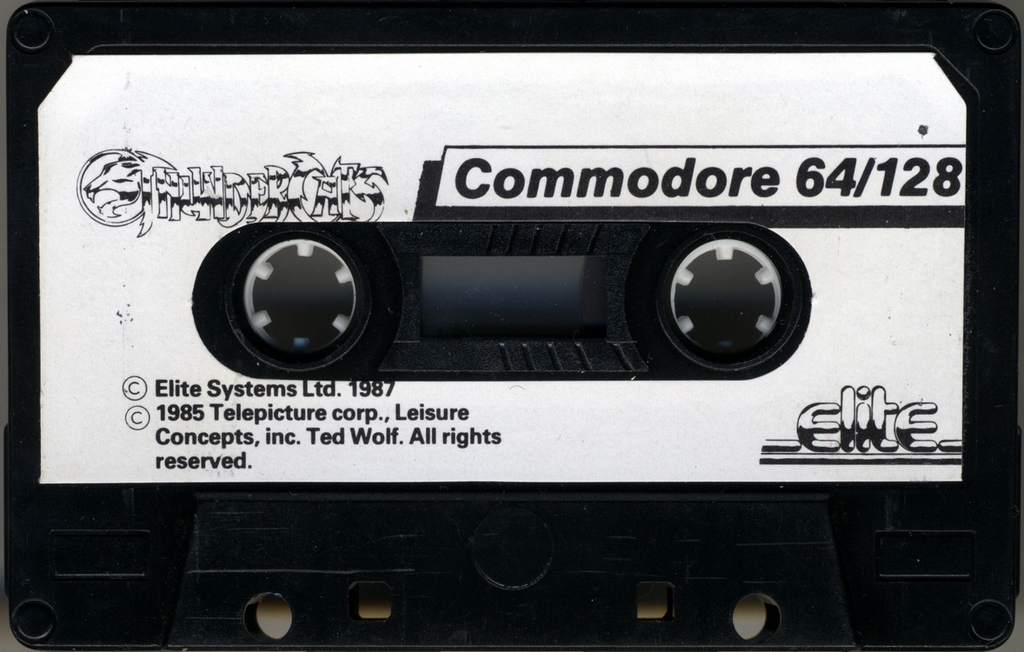 THUNDERCATS
Commodore 64/128
© Elite Systems Ltd. 1987
© 1985 Telepicture corp., Leisure
Concepts, inc. Ted Wolf. All rights
reserved.
elite